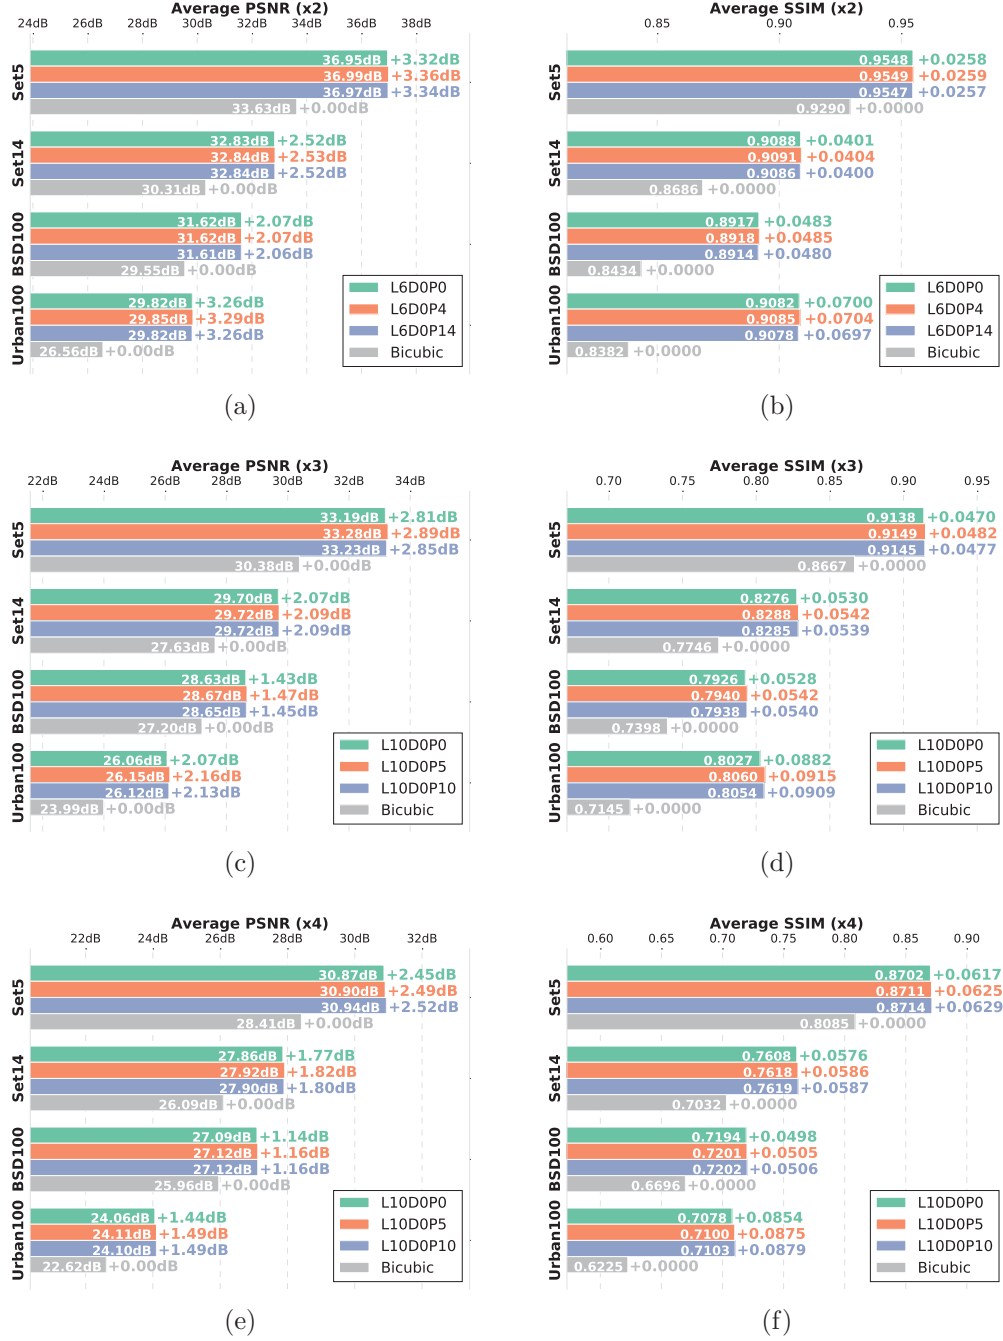 Average PSNR (x2)
24dB 26dB 28dB 30dB 32dB 34dB 36dB 38dB
Set5
36.95dB +3.32dB
36.99dB +3.36dB
36.97dB +3.34dB
33.63dB +0.00dB
Set14
32.83dB +2.52dB
32.84dB +2.53dB
32.84dB +2.52dB
30.31dB +0.00dB
BSD100
31.62dB +2.07dB
31.62dB +2.07dB
31.61dB +2.06dB
29.55dB +0.00dB
Urban100
29.82dB +3.26dB
29.85dB +3.29dB
29.82dB +3.26dB
26.56dB +0.00dB
L6D0P0
L6D0P4
L6D0P14
Bicubic
(a)
Average SSIM (x2)
0.85 0.90 0.95
Set5
0.9548 +0.0258
0.9549 +0.0259
0.9547 +0.0257
0.9290 +0.0000
Set14
0.9088 +0.0401
0.9091 +0.0404
0.9086 +0.0400
0.8686 +0.0000
BSD100
0.8917 +0.0483
0.8918 +0.0485
0.8914 +0.0480
0.8434 +0.0000
Urban100
0.9082 +0.0700
0.9085 +0.0704
0.9078 +0.0697
0.8382 +0.0000
L6D0P0
L6D0P4
L6D0P14
Bicubic
(b)
Average PSNR (x3)
22dB 24dB 26dB 28dB 30dB 32dB 34dB
Set5
33.19dB +2.81dB
33.28dB +2.89dB
33.23dB +2.85dB
30.38dB +0.00dB
Set14
29.70dB +2.07dB
29.72dB +2.09dB
29.72dB +2.09dB
27.63dB +0.00dB
BSD100
28.63dB +1.43dB
28.67dB +1.47dB
28.65dB +1.45dB
27.20dB +0.00dB
Urban100
26.06dB +2.07dB
26.15dB +2.16dB
26.12dB +2.13dB
23.99dB +0.00dB
L10D0P0
L10D0P5
L10D0P10
Bicubic
(c)
Average SSIM (x3)
0.70 0.75 0.80 0.85 0.90 0.95
Set5
0.9138 +0.0470
0.9149 +0.0482
0.9145 +0.0477
0.8667 +0.0000
Set14
0.8276 +0.0530
0.8288 +0.0542
0.8285 +0.0539
0.7746 +0.0000
BSD100
0.7926 +0.0528
0.7940 +0.0542
0.7938 +0.0540
0.7398 +0.0000
Urban100
0.8027 +0.0882
0.8060 +0.0915
0.8054 +0.0909
0.7145 +0.0000
L10D0P0
L10D0P5
L10D0P10
Bicubic
(d)
Average PSNR (x4)
22dB 24dB 26dB 28dB 30dB 32dB
Set5
30.87dB +2.45dB
30.90dB +2.49dB
30.94dB +2.52dB
28.41dB +0.00dB
Set14
27.86dB +1.77dB
27.92dB +1.82dB
27.90dB +1.80dB
26.09dB +0.00dB
BSD100
27.09dB +1.14dB
27.12dB +1.16dB
27.12dB +1.16dB
25.96dB +0.00dB
Urban100
24.06dB +1.44dB
24.11dB +1.49dB
24.10dB +1.49dB
22.62dB +0.00dB
L10D0P0
L10D0P5
L10D0P10
Bicubic
(e)
Average SSIM (x4)
0.60 0.65 0.70 0.75 0.80 0.85 0.90
Set5
0.8702 +0.0617
0.8711 +0.0625
0.8714 +0.0629
0.8085 +0.0000
Set14
0.7608 +0.0576
0.7618 +0.0586
0.7619 +0.0587
0.7032 +0.0000
BSD100
0.7194 +0.0498
0.7201 +0.0505
0.7202 +0.0506
0.6696 +0.0000
Urban100
0.7078 +0.0854
0.7100 +0.0875
0.7103 +0.0879
0.6225 +0.0000
L10D0P0
L10D0P5
L10D0P10
Bicubic
(f)